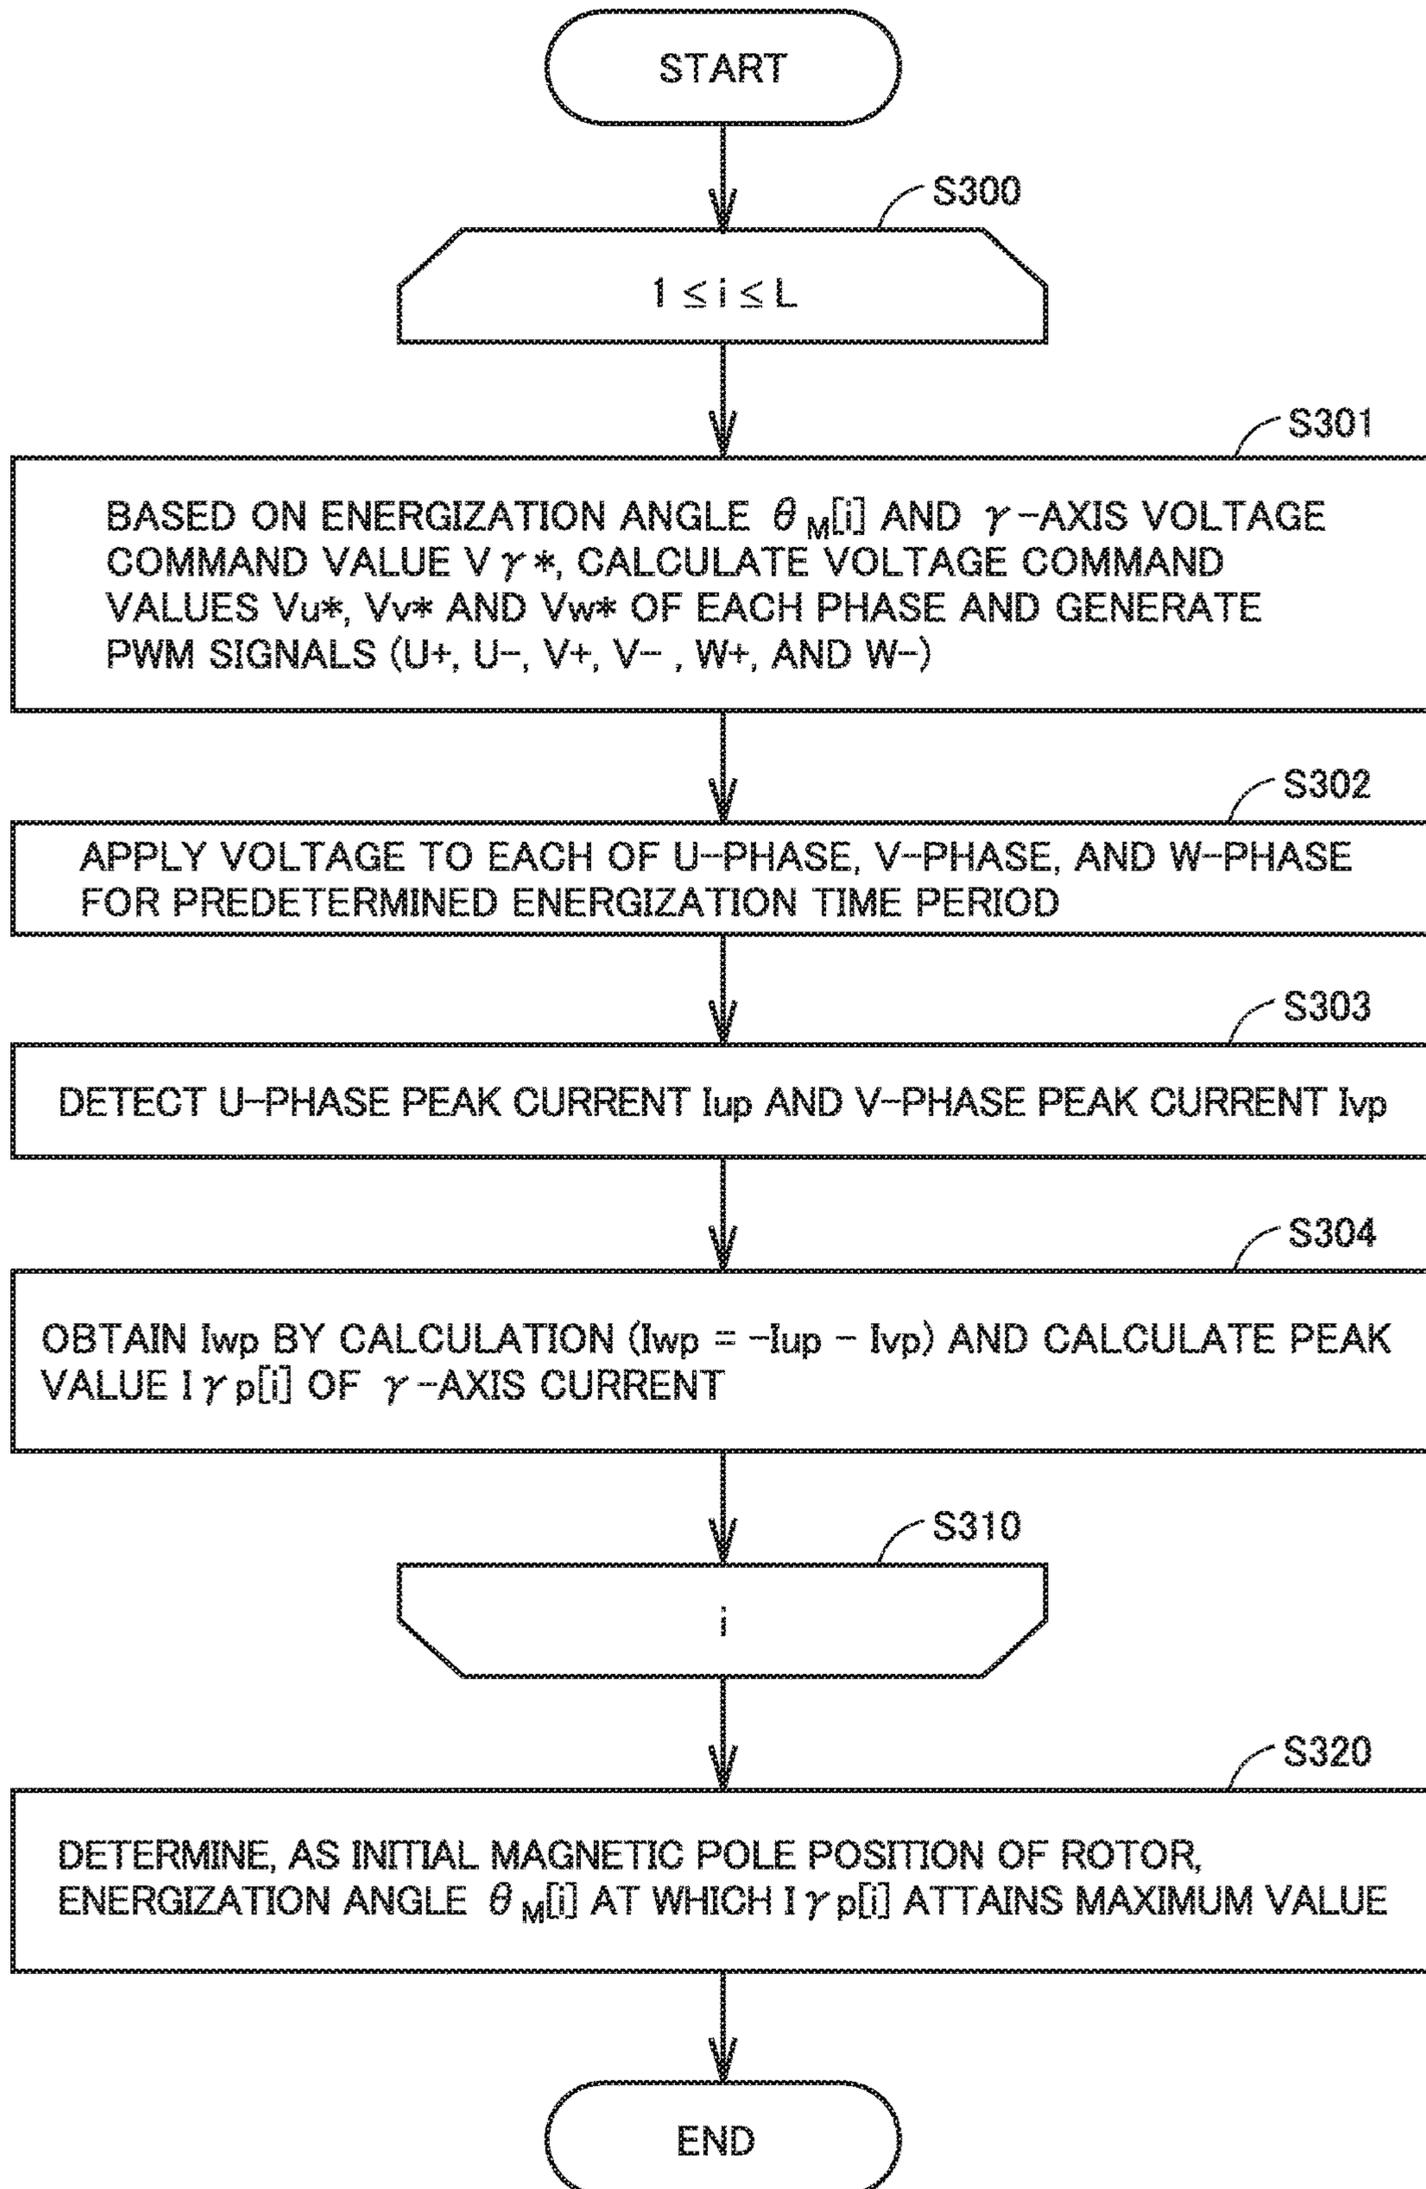 START
S300
1 ≤ i ≤ L
S301
BASED ON ENERGIZATION ANGLE θM[i] AND γ-AXIS VOLTAGE
COMMAND VALUE Vγ*, CALCULATE VOLTAGE COMMAND
VALUES Vu*, Vv* AND Vw* OF EACH PHASE AND GENERATE
PWM SIGNALS (U+, U-, V+, V- , W+, AND W-)
S302
APPLY VOLTAGE TO EACH OF U-PHASE, V-PHASE, AND W-PHASE
FOR PREDETERMINED ENERGIZATION TIME PERIOD
S303
DETECT U-PHASE PEAK CURRENT Iup AND V-PHASE PEAK CURRENT Ivp
S304
OBTAIN Iwp BY CALCULATION (Iwp = -Iup - Ivp) AND CALCULATE PEAK
VALUE Iγp[i] OF γ-AXIS CURRENT
S310
i
S320
DETERMINE, AS INITIAL MAGNETIC POLE POSITION OF ROTOR,
ENERGIZATION ANGLE θM[i] AT WHICH Iγp[i] ATTAINS MAXIMUM VALUE
END